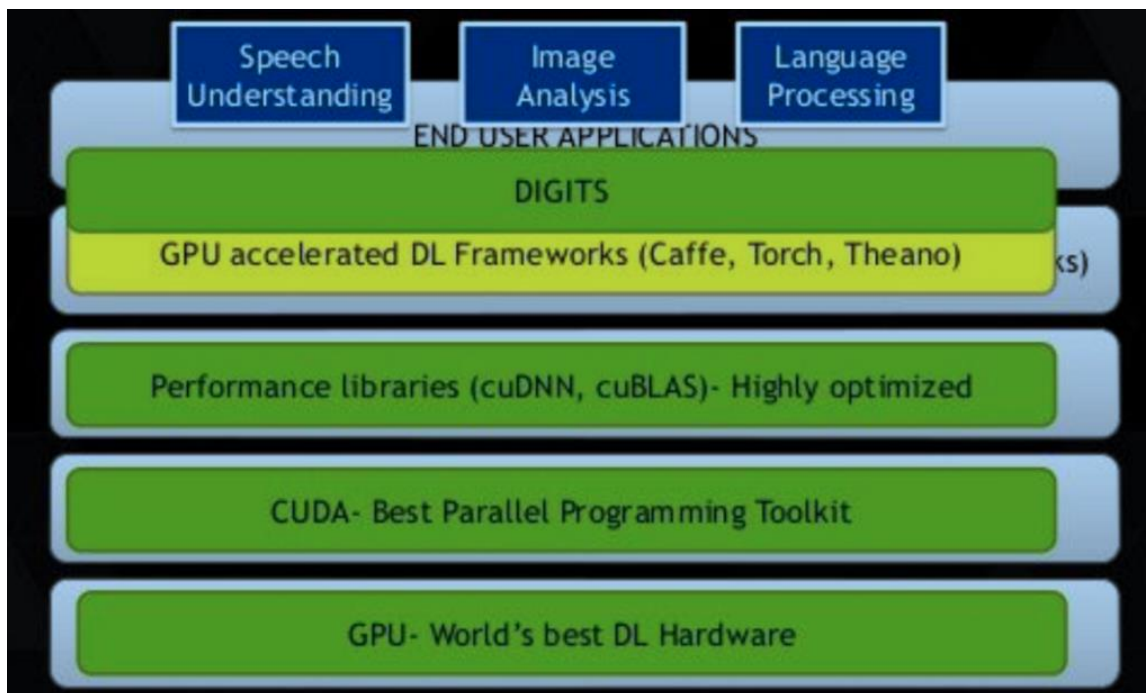 Speech
Understanding
Image
Analysis
Language
Processing
END USER APPLICATIONS
DIGITS
GPU accelerated DL Frameworks (Caffe, Torch, Theano)
ks)
Performance libraries (cuDNN, cuBLAS)- Highly optimized
CUDA- Best Parallel Programming Toolkit
GPU- World's best DL Hardware